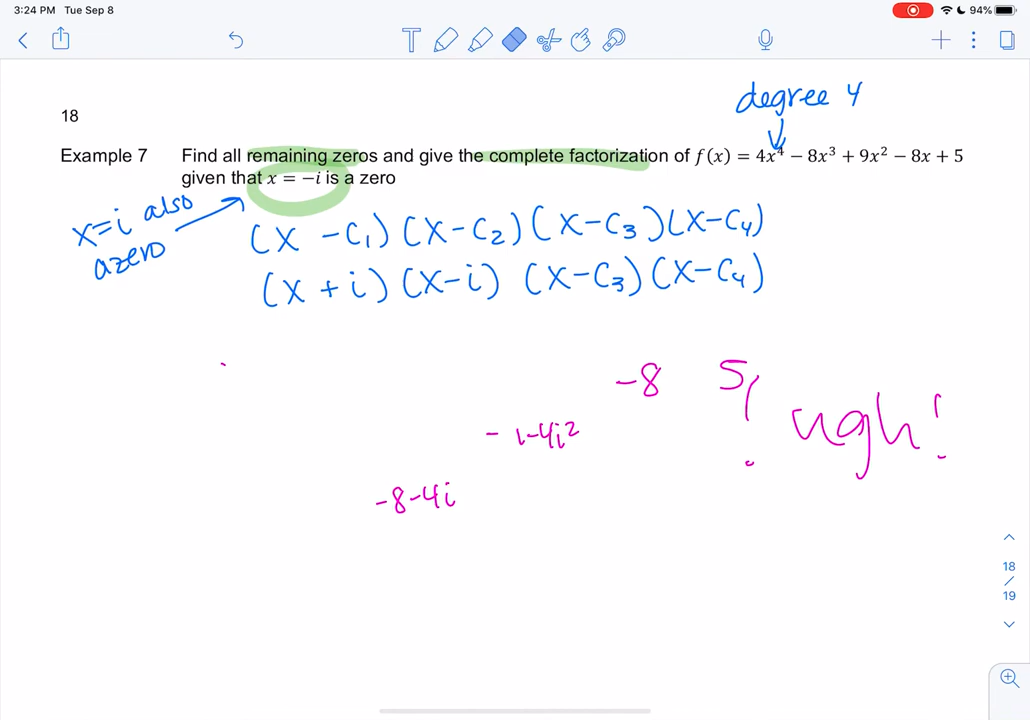 3:24 PM Tue Sep 8
94%
degree 4
18
Example 7 Find all remaining zeros and give the complete factorization of f(x) = 4x⁴ − 8x³ + 9x² − 8x + 5
given that x = −i is a zero
x=i also
a zero
(x - c₁) (x - c₂) (x - c₃) (x - c₄)
(x + i) (x - i) (x - c₃) (x - c₄)
-8 5
ugh!
-4i²
-8-4i
18
/
19